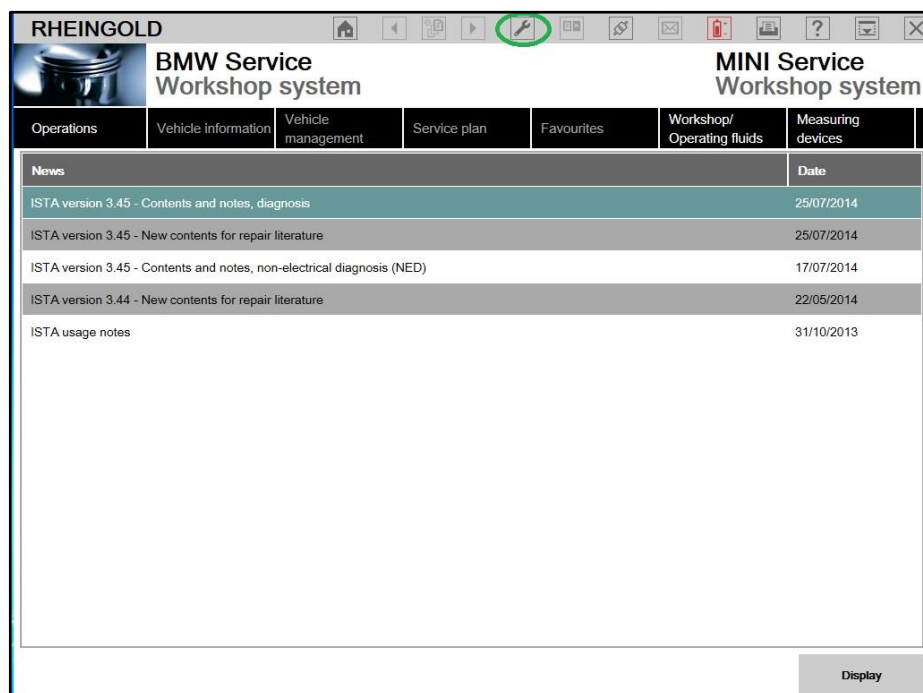 RHEINGOLD
BMW Service
Workshop system
MINI Service
Workshop system
Operations
Vehicle information
Vehicle
management
Service plan
Favourites
Workshop/
Operating fluids
Measuring
devices
News Date
ISTA version 3.45 - Contents and notes, diagnosis 25/07/2014
ISTA version 3.45 - New contents for repair literature 25/07/2014
ISTA version 3.45 - Contents and notes, non-electrical diagnosis (NED) 17/07/2014
ISTA version 3.44 - New contents for repair literature 22/05/2014
ISTA usage notes 31/10/2013
Display